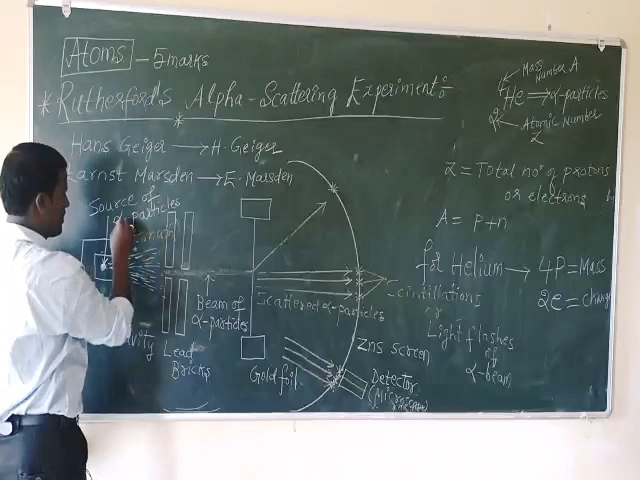 Atoms - 5marks
* Rutherford's Alpha-Scattering Experiment:-
Hans Geiger → H. Geiger
Earnst Marsden → E. Marsden
Source of
α-particles
Cavity
Lead
Bricks
Beam of
α-particles
Scattered α-particles
Gold foil
ZnS screen
Detector
Scintillations
or
Light flashes
of
α-beam
Mass
Number A
He ⇒ α-particles
Atomic Number
Z
Z = Total no. of protons
or electrons
A = p+n
for Helium → 4P = Mass
2e = charge